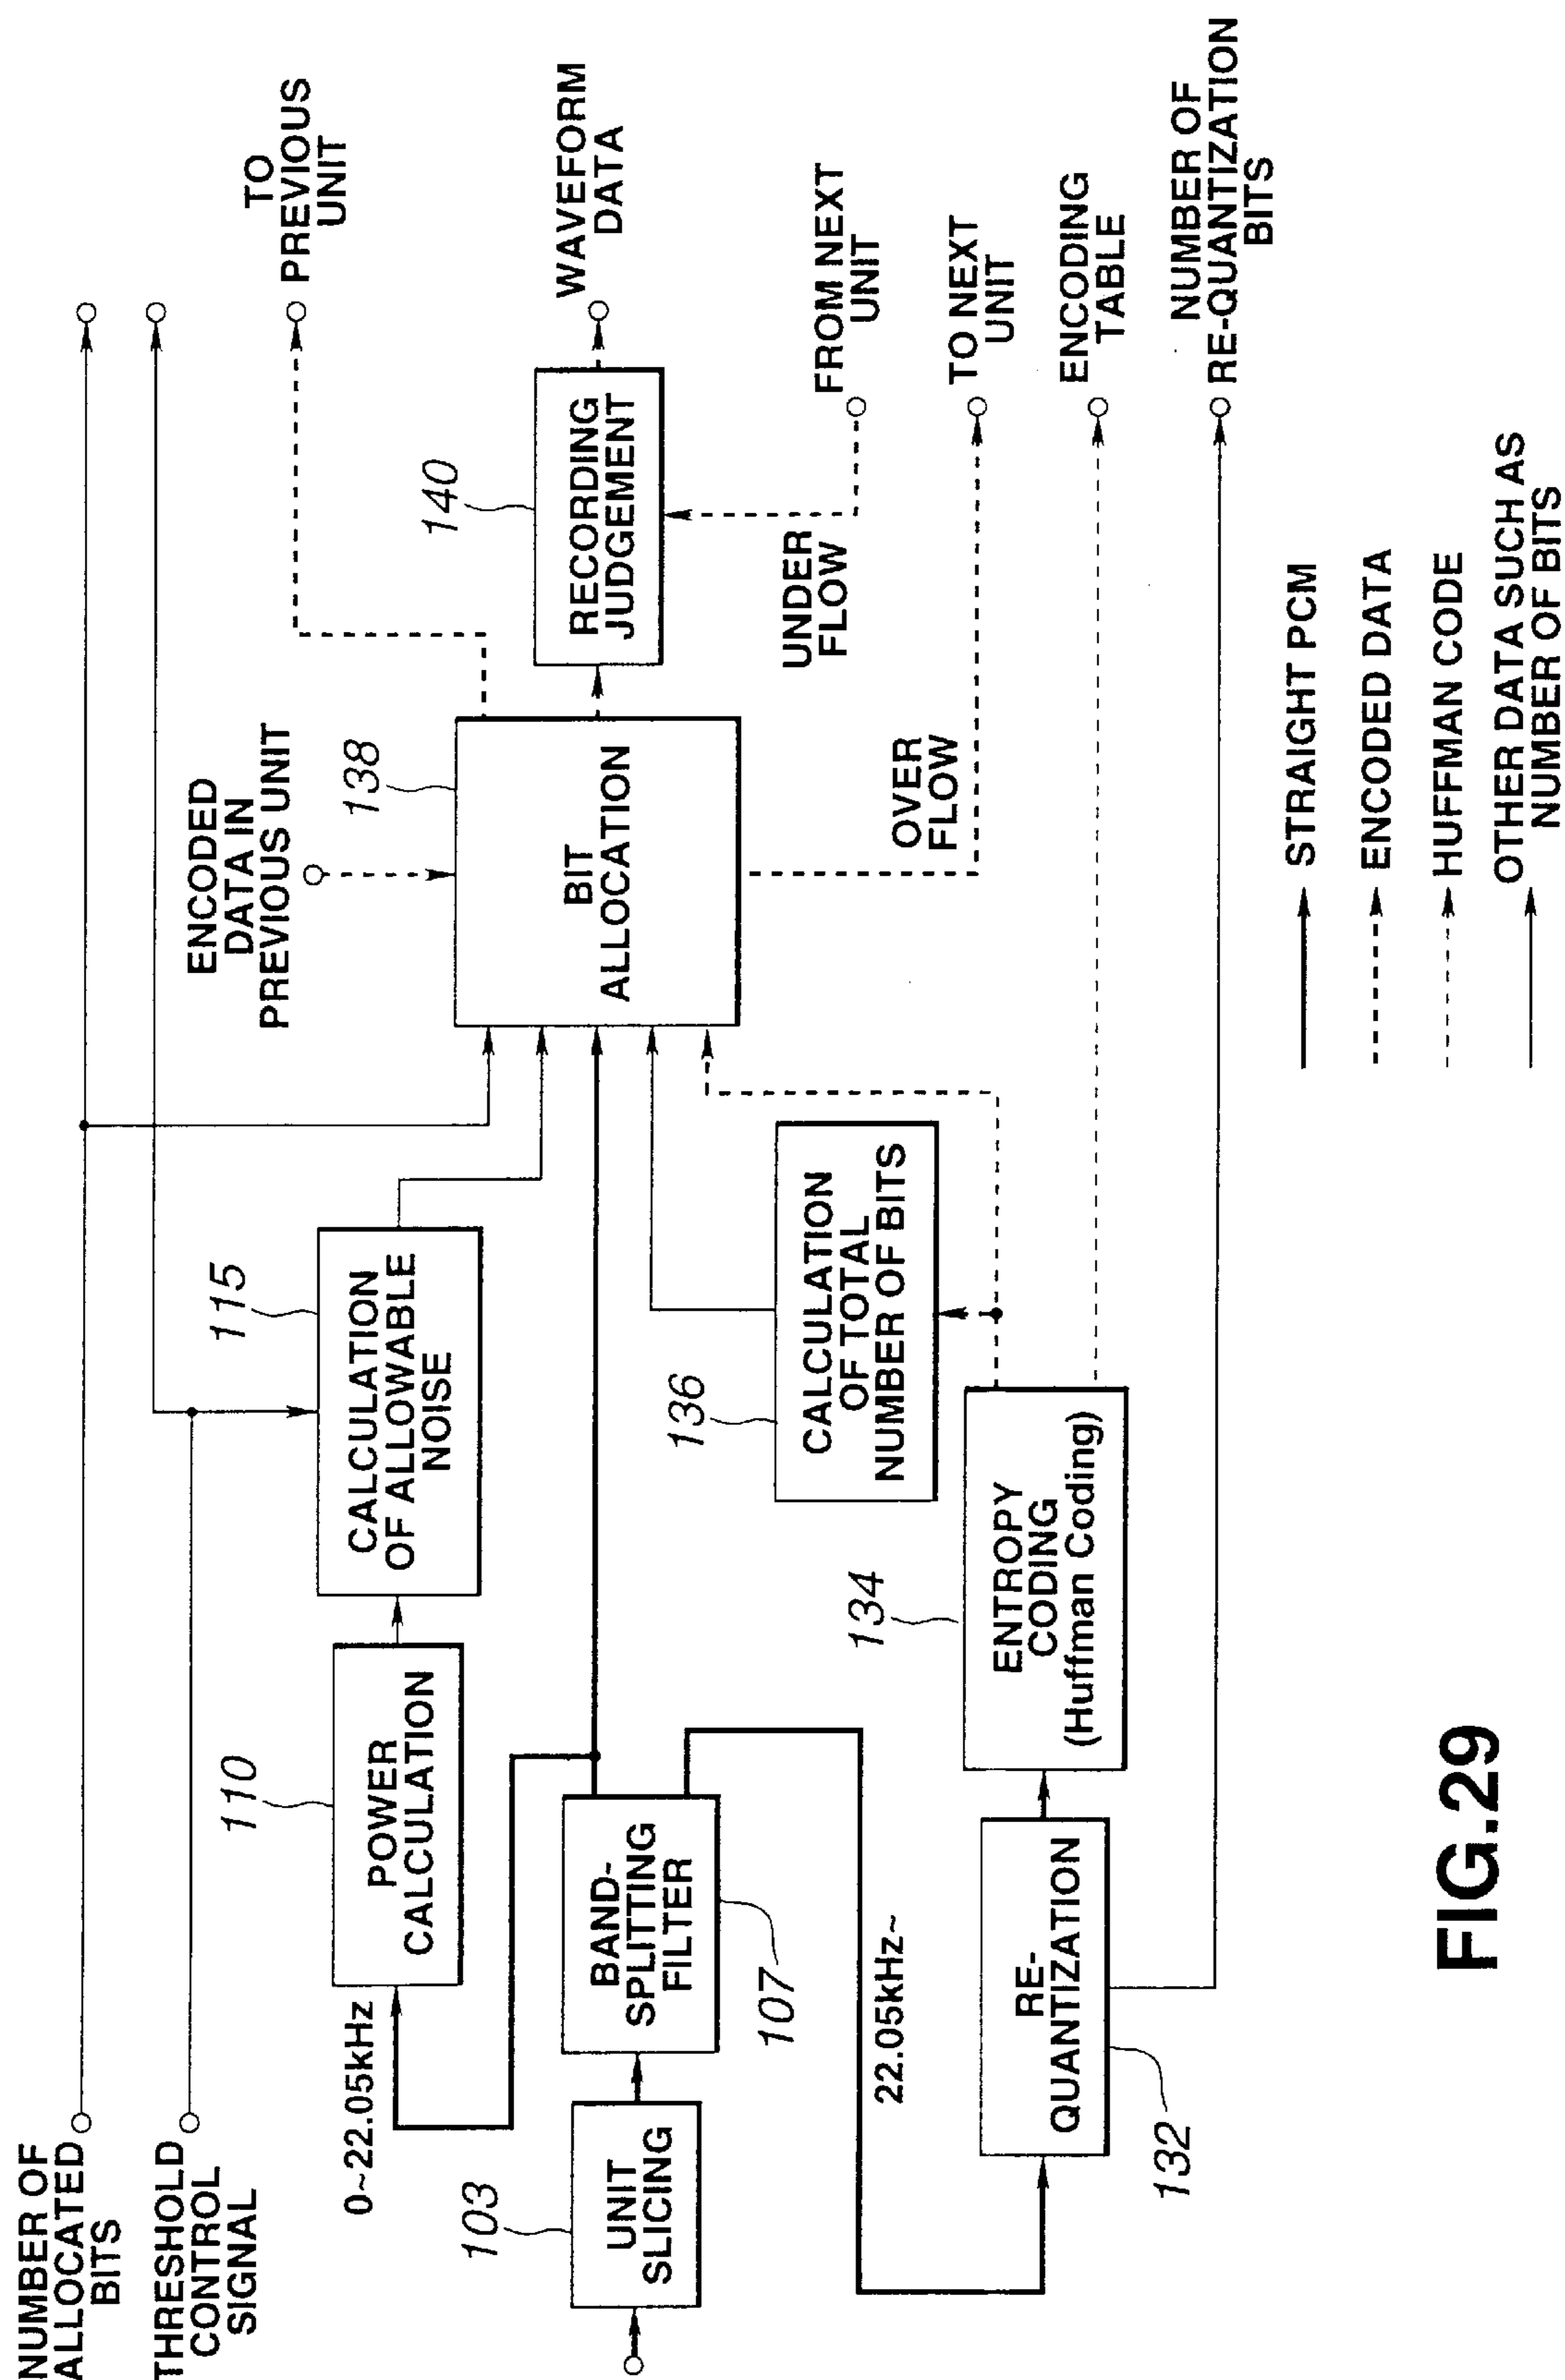 NUMBER OF
ALLOCATED
BITS
THRESHOLD
CONTROL
SIGNAL
0~22.05kHz
110
POWER
CALCULATION
115
CALCULATION
OF ALLOWABLE
NOISE
ENCODED
DATA IN
PREVIOUS UNIT
138
BIT
ALLOCATION
TO
PREVIOUS
UNIT
140
RECORDING
JUDGEMENT
WAVEFORM
DATA
103
UNIT
SLICING
BAND-
SPLITTING
FILTER
107
136
CALCULATION
OF TOTAL
NUMBER OF BITS
UNDER
FLOW
FROM NEXT
UNIT
22.05kHz~
134
ENTROPY
CODING
(Huffman Coding)
OVER
FLOW
TO NEXT
UNIT
ENCODING
TABLE
RE-
QUANTIZATION
132
NUMBER OF
RE-QUANTIZATION
BITS
STRAIGHT PCM
ENCODED DATA
HUFFMAN CODE
OTHER DATA SUCH AS
NUMBER OF BITS
FIG.29